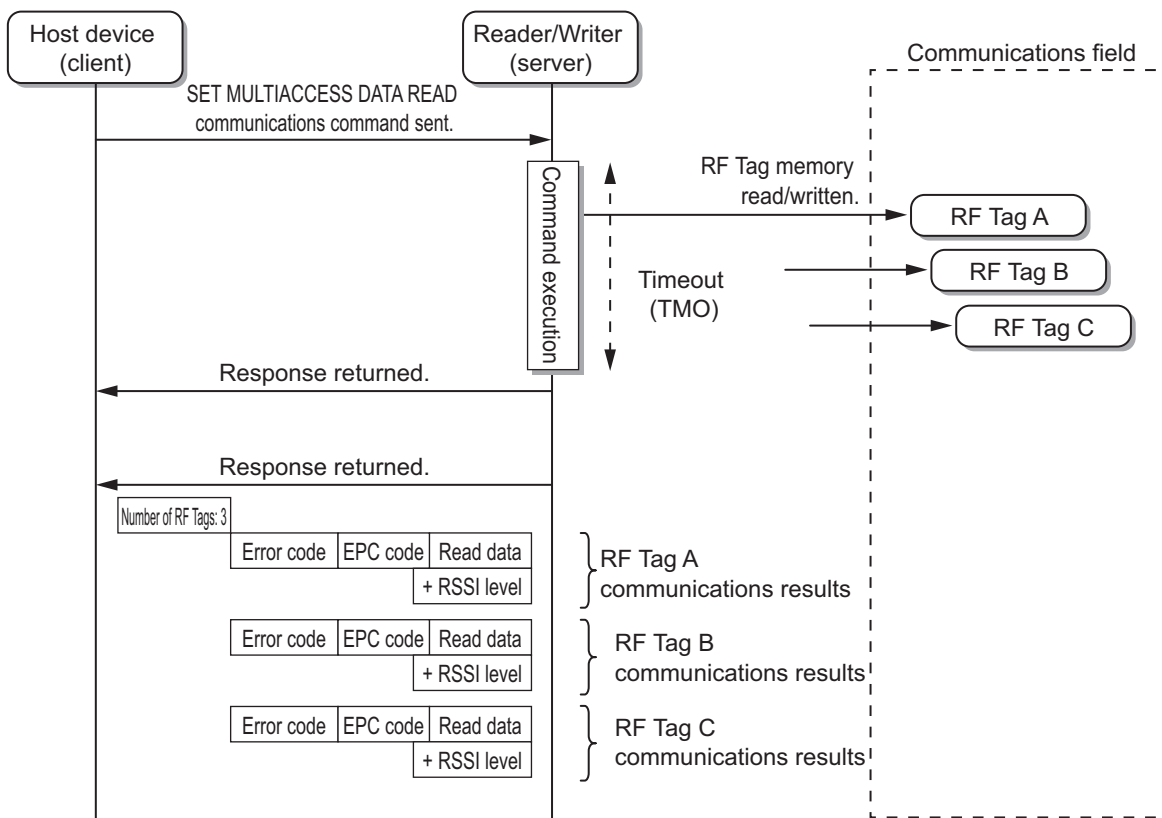 Host device
(client)
Reader/Writer
(server)
Communications field
SET MULTIACCESS DATA READ
communications command sent.
Command execution
RF Tag memory
read/written.
Timeout
(TMO)
RF Tag A
RF Tag B
RF Tag C
Response returned.
Response returned.
Number of RF Tags: 3
Error code EPC code Read data
+ RSSI level
RF Tag A
communications results
Error code EPC code Read data
+ RSSI level
RF Tag B
communications results
Error code EPC code Read data
+ RSSI level
RF Tag C
communications results